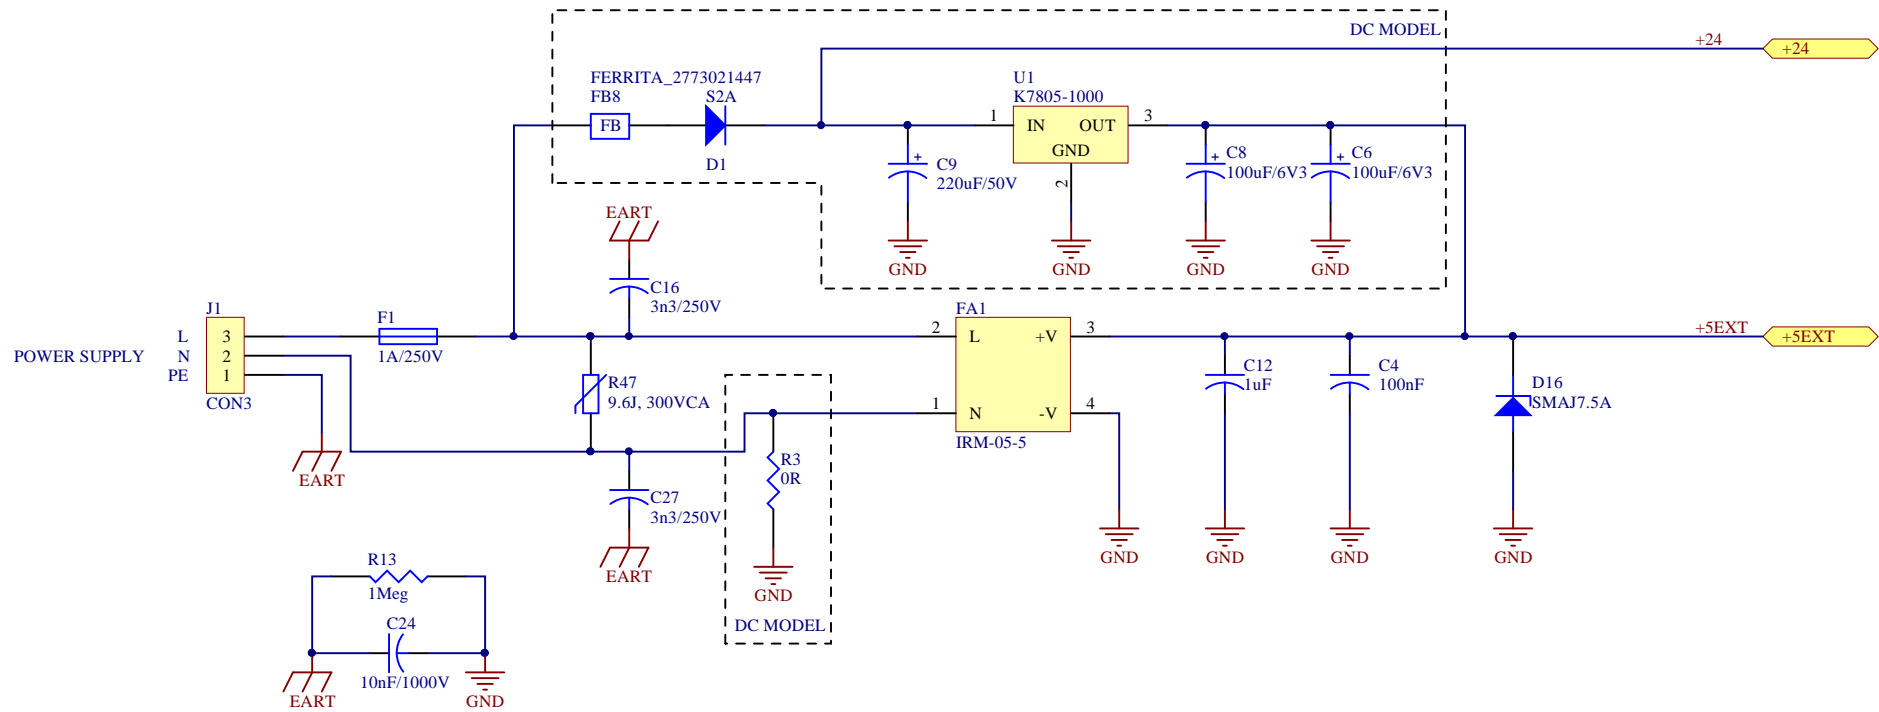 DC MODEL
+24
+24
FERRITA_2773021447
FB8
S2A
FB
D1
U1
K7805-1000
1
IN
OUT
3
GND
2
C9
220uF/50V
+
C8
100uF/6V3
+
C6
100uF/6V3
+
GND
GND
GND
GND
EART
C16
3n3/250V
J1
L
3
N
2
PE
1
POWER SUPPLY
CON3
F1
1A/250V
EART
R47
9.6J, 300VCA
C27
3n3/250V
EART
R3
0R
GND
DC MODEL
FA1
2
L
+V
3
1
N
-V
4
IRM-05-5
GND
C12
1uF
GND
C4
100nF
GND
D16
SMAJ7.5A
GND
+5EXT
+5EXT
R13
1Meg
C24
10nF/1000V
EART
GND